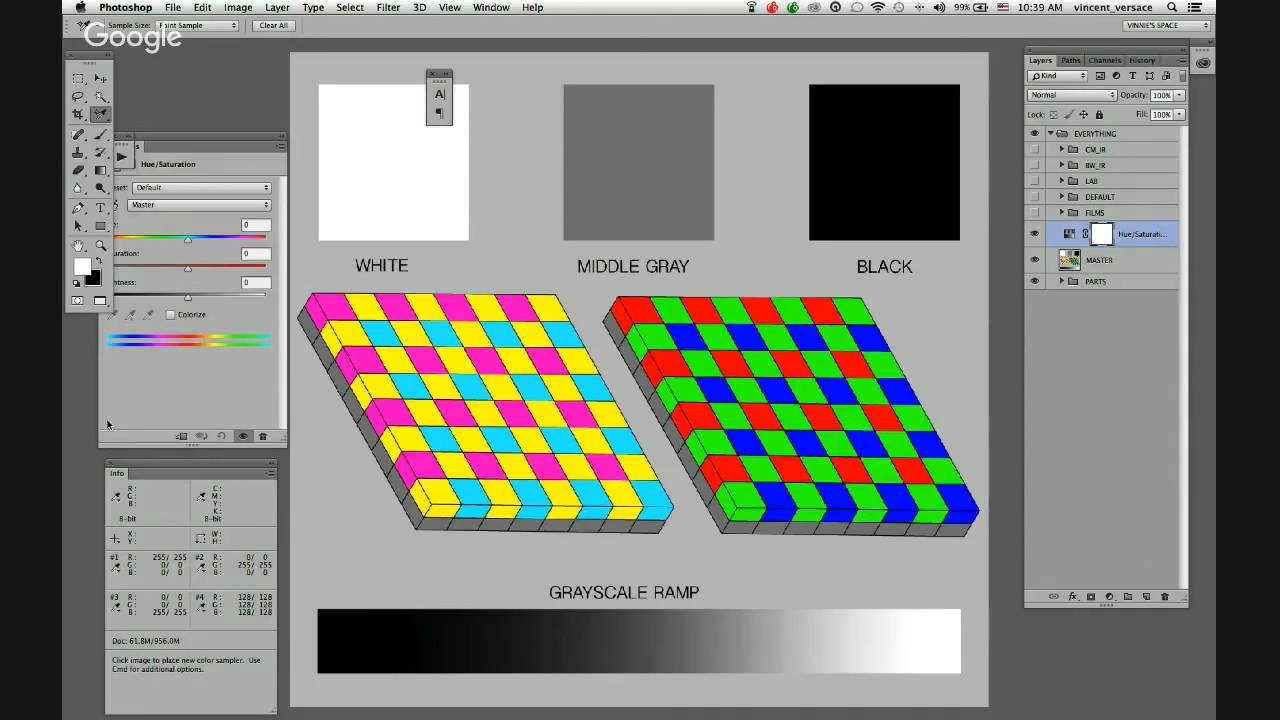 Photoshop File Edit Image Layer Type Select Filter 3D View Window Help 99% 10:39 AM vincent_versace
Sample Size: Point Sample Clear All VINNIE'S SPACE
Google
Layers Paths Channels History
Kind
Normal Opacity: 100%
Lock: Fill: 100%
EVERYTHING
CM_IR
BW_IR
LAB
DEFAULT
FILMS
Hue/Saturati...
MASTER
PARTS
Hue/Saturation
Default
Master
0
uration: 0
0
Colorize
A
¶
WHITE MIDDLE GRAY BLACK
GRAYSCALE RAMP
Info
R: C:
G: M:
B: Y:
K:
8-bit 8-bit
X: W:
Y: H:
#1 R: 255/ 255 #2 R: 0/ 0
G: 0/ 0 G: 255/ 255
B: 0/ 0 B: 0/ 0
#3 R: 0/ 0 #4 R: 128/ 128
G: 0/ 0 G: 128/ 128
B: 255/ 255 B: 128/ 128
Doc: 61.8M/956.0M
Click image to place new color sampler. Use
Cmd for additional options.